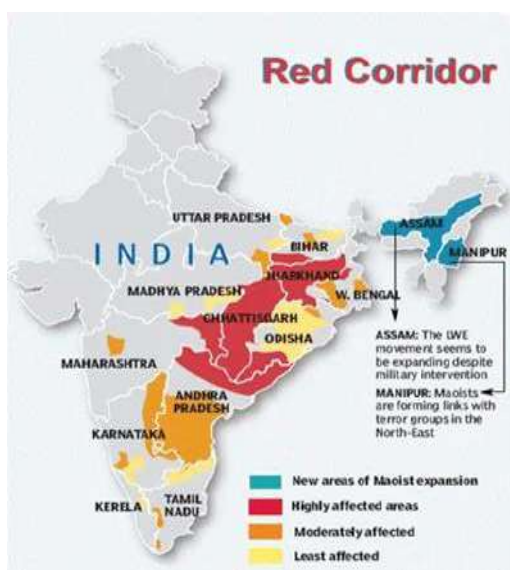 Red Corridor
UTTAR PRADESH
ASSAM
BIHAR
MANIPUR
INDIA
JHARKHAND
MADHYA PRADESH
W. BENGAL
CHHATTISGARH
ODISHA
MAHARASHTRA
ASSAM: The LWE
movement seems to
be expanding despite
military intervention
MANIPUR: Maoists
are forming links with
terror groups in the
North-East
ANDHRA
PRADESH
KARNATAKA
KERELA
TAMIL
NADU
New areas of Maoist expansion
Highly affected areas
Moderately affected
Least affected